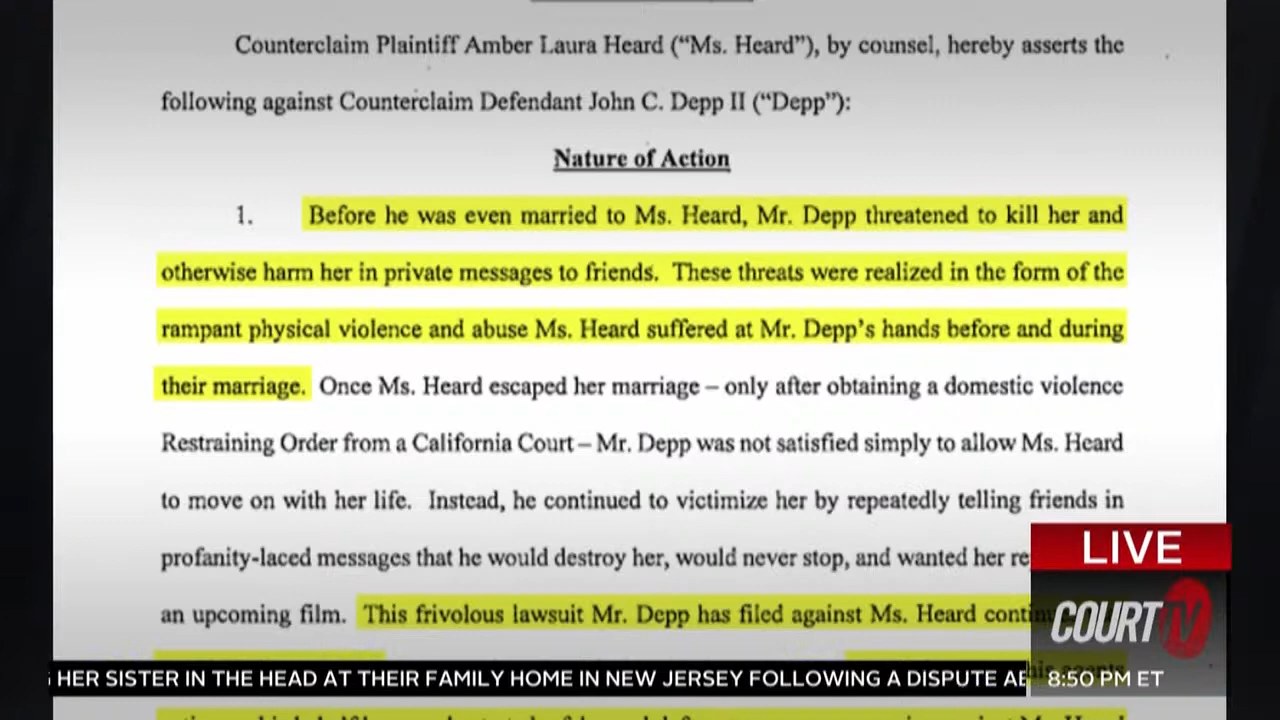 Counterclaim Plaintiff Amber Laura Heard (“Ms. Heard”), by counsel, hereby asserts the
following against Counterclaim Defendant John C. Depp II (“Depp”):
Nature of Action
1. Before he was even married to Ms. Heard, Mr. Depp threatened to kill her and
otherwise harm her in private messages to friends. These threats were realized in the form of the
rampant physical violence and abuse Ms. Heard suffered at Mr. Depp’s hands before and during
their marriage. Once Ms. Heard escaped her marriage – only after obtaining a domestic violence
Restraining Order from a California Court – Mr. Depp was not satisfied simply to allow Ms. Heard
to move on with her life. Instead, he continued to victimize her by repeatedly telling friends in
profanity-laced messages that he would destroy her, would never stop, and wanted her re
an upcoming film. This frivolous lawsuit Mr. Depp has filed against Ms. Heard contin
LIVE
COURT TV
HER SISTER IN THE HEAD AT THEIR FAMILY HOME IN NEW JERSEY FOLLOWING A DISPUTE
8:50 PM ET